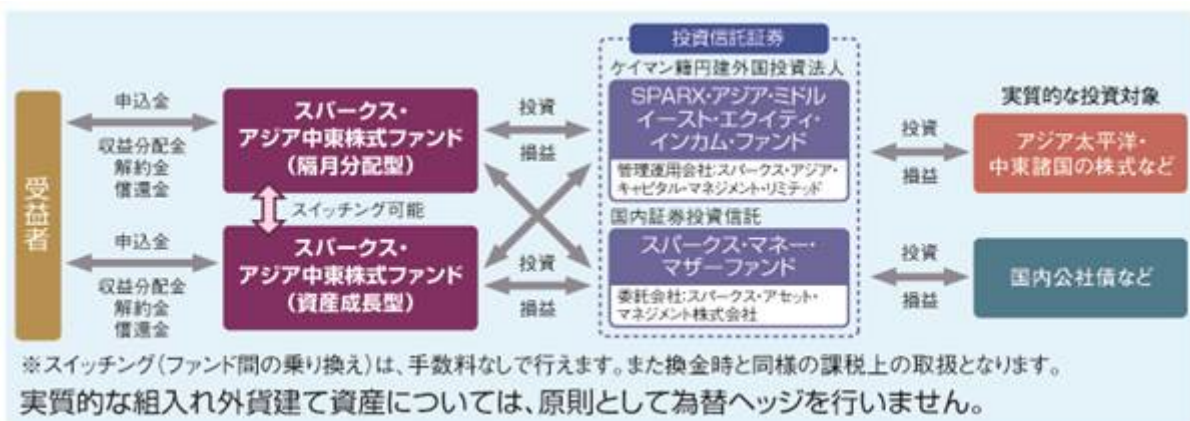 投資信託証券
ケイマン籍円建外国投資法人
申込金
収益分配金
解約金
償還金
スパークス・
アジア中東株式ファンド
(隔月分配型)
投資
損益
SPARX・アジア・ミドル
イースト・エクイティ・
インカム・ファンド
管理運用会社:スパークス・アジア・
キャピタル・マネジメント・リミテッド
投資
損益
実質的な投資対象
アジア太平洋・
中東諸国の株式など
受益者
スイッチング可能
国内証券投資信託
申込金
収益分配金
解約金
償還金
スパークス・
アジア中東株式ファンド
(資産成長型)
投資
損益
スパークス・マネー・
マザーファンド
委託会社:スパークス・アセット・
マネジメント株式会社
投資
損益
国内公社債など
※スイッチング(ファンド間の乗り換え)は、手数料なしで行えます。また換金時と同様の課税上の取扱となります。
実質的な組入れ外貨建て資産については、原則として為替ヘッジを行いません。